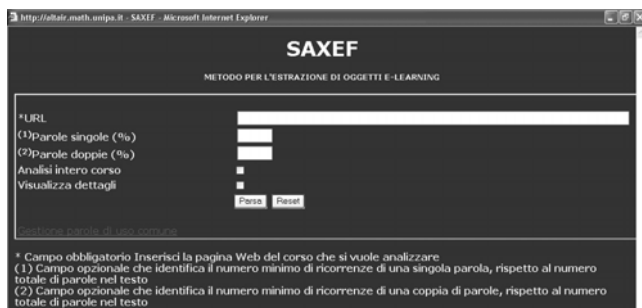 http://altair.math.unipa.it - SAXEF - Microsoft Internet Explorer
SAXEF
METODO PER L'ESTRAZIONE DI OGGETTI E-LEARNING
*URL
(1)Parole singole (%)
(2)Parole doppie (%)
Analisi intero corso
Visualizza dettagli
Parsa Reset
Gestione parole di uso comune
* Campo obbligatorio Inserisci la pagina Web del corso che si vuole analizzare
(1) Campo opzionale che identifica il numero minimo di ricorrenze di una singola parola, rispetto al numero
totale di parole nel testo
(2) Campo opzionale che identifica il numero minimo di ricorrenze di una coppia di parole, rispetto al numero
totale di parole nel testo